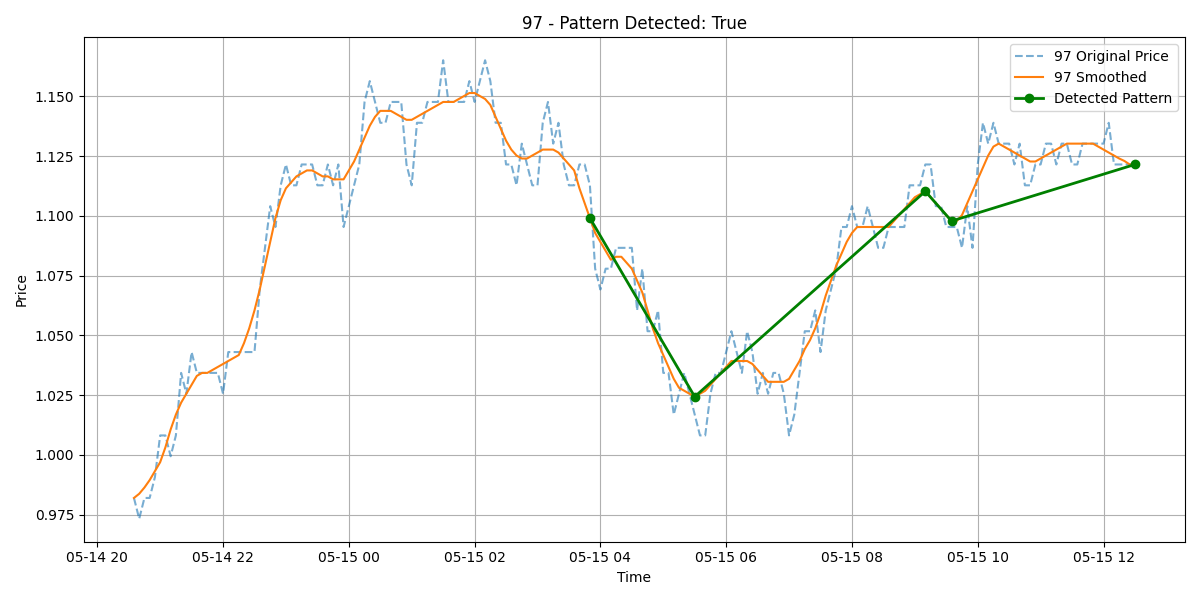 97 - Pattern Detected: True
97 Original Price
97 Smoothed
Detected Pattern
Price
1.150
1.125
1.100
1.075
1.050
1.025
1.000
0.975
05-14 20 05-14 22 05-15 00 05-15 02 05-15 04 05-15 06 05-15 08 05-15 10 05-15 12
Time